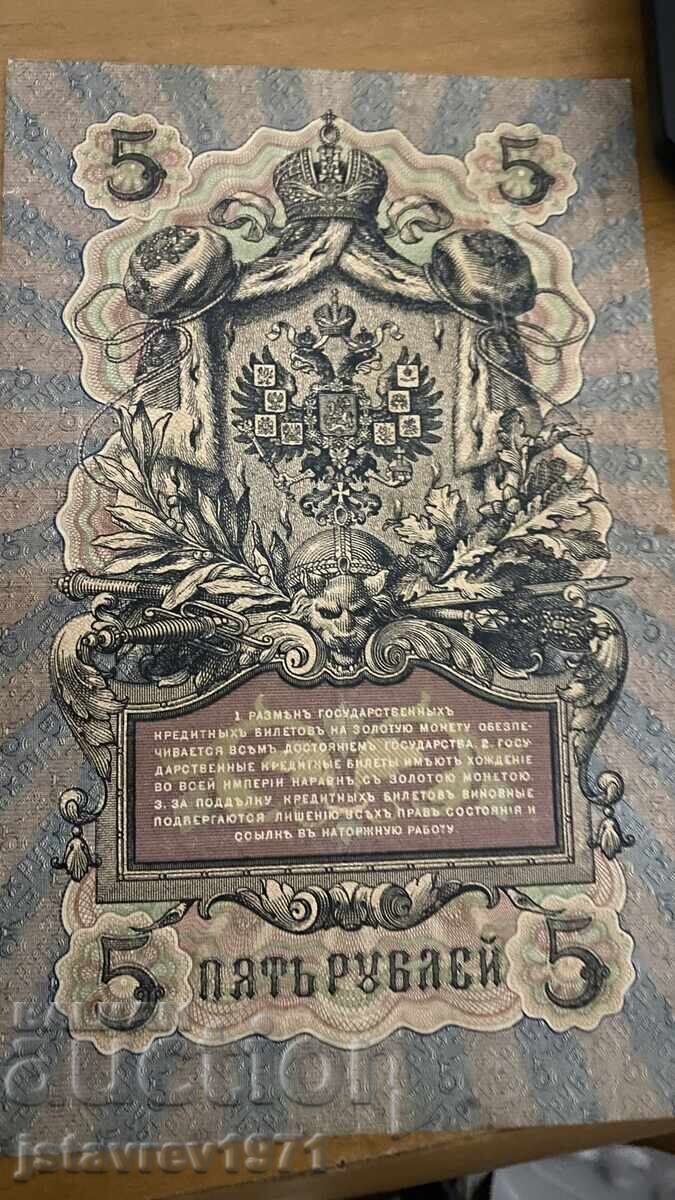 5 5
1. РАЗМѢНЪ ГОСУДАРСТВЕННЫХЪ
КРЕДИТНЫХЪ БИЛЕТОВЪ НА ЗОЛОТУЮ МОНЕТУ ОБЕЗПЕ-
ЧИВАЕТСЯ ВСѢМЪ ДОСТОЯНІЕМЪ ГОСУДАРСТВА. 2. ГОСУ-
ДАРСТВЕННЫЕ КРЕДИТНЫЕ БИЛЕТЫ ИМѢЮТЪ ХОЖДЕНІЕ
ВО ВСЕЙ ИМПЕРІИ НАРАВНѢ СЪ ЗОЛОТОЮ МОНЕТОЮ.
3. ЗА ПОДДѢЛКУ КРЕДИТНЫХЪ БИЛЕТОВЪ ВИНОВНЫЕ
ПОДВЕРГАЮТСЯ ЛИШЕНІЮ ВСѢХЪ ПРАВЪ СОСТОЯНІЯ И
ССЫЛКѢ ВЪ КАТОРЖНУЮ РАБОТУ.
5 ПЯТЬ РУБЛЕЙ 5
BALKAN
auction
jstavrev1971